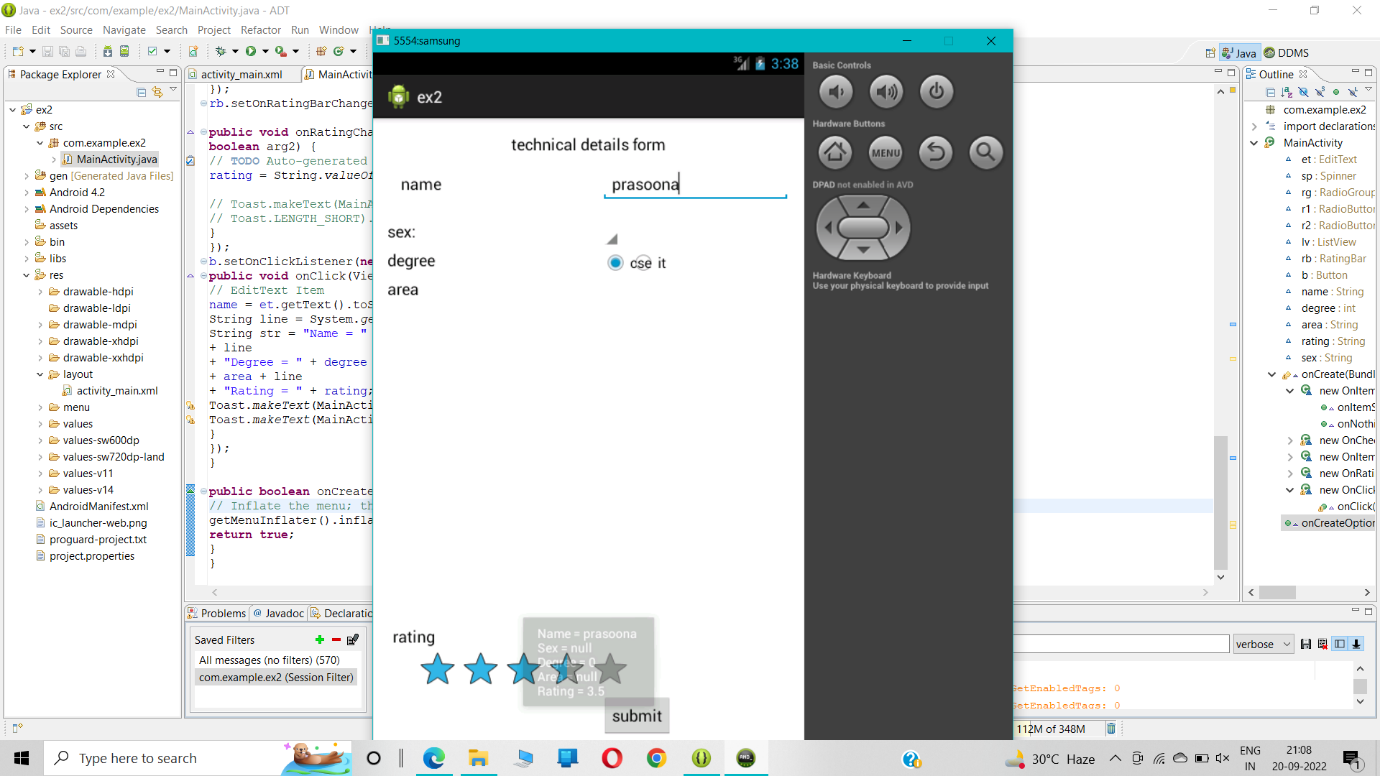 Java - ex2/src/com/example/ex2/MainActivity.java - ADT
File Edit Source Navigate Search Project Refactor Run Window
5554:samsung
Java
DDMS
Package Explorer
activity_main.xml
MainActivity
Outline
ex2
src
com.example.ex2
MainActivity.java
gen [Generated Java Files]
Android 4.2
Android Dependencies
assets
bin
libs
res
drawable-hdpi
drawable-ldpi
drawable-mdpi
drawable-xhdpi
drawable-xxhdpi
layout
activity_main.xml
menu
values
values-sw600dp
values-sw720dp-land
values-v11
values-v14
AndroidManifest.xml
ic_launcher-web.png
proguard-project.txt
project.properties
});
rb.setOnRatingBarChange
public void onRatingCha
boolean arg2) {
// TODO Auto-generated
rating = String.valueOf
// Toast.makeText(MainA
// Toast.LENGTH_SHORT).
}
});
b.setOnClickListener(ne
public void onClick(Vie
// EditText Item
name = et.getText().toS
String line = System.ge
String str = "Name = "
+ line
+ "Degree = " + degree
+ area + line
+ "Rating = " + rating;
Toast.makeText(MainActi
Toast.makeText(MainActi
}
});
}
public boolean onCreate
// Inflate the menu; th
getMenuInflater().infla
return true;
}
}
3G 3:38
ex2
technical details form
name
prasoona
sex:
degree
cse it
area
rating
Name = prasoona
Sex = null
Degree = 0
Area = null
Rating = 3.5
submit
Basic Controls
Hardware Buttons
MENU
DPAD not enabled in AVD
Hardware Keyboard
Use your physical keyboard to provide input
com.example.ex2
import declarations
MainActivity
et : EditText
sp : Spinner
rg : RadioGroup
r1 : RadioButton
r2 : RadioButton
lv : ListView
rb : RatingBar
b : Button
name : String
degree : int
area : String
rating : String
sex : String
onCreate(Bundl
new OnItem
onItemS
onNothi
new OnChec
new OnItem
new OnRati
new OnClick
onClick(
onCreateOption
Problems
@ Javadoc
Declaratio
Saved Filters
All messages (no filters) (570)
com.example.ex2 (Session Filter)
verbose
GetEnabledTags: 0
GetEnabledTags: 0
112M of 348M
Type here to search
30°C Haze
ENG
IN
21:08
20-09-2022
1